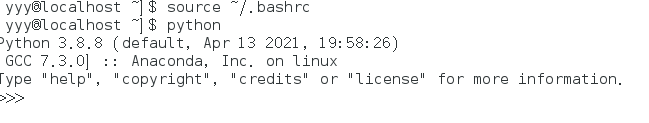 yyy@localhost ~]$ source ~/.bashrc
yyy@localhost ~]$ python
Python 3.8.8 (default, Apr 13 2021, 19:58:26)
GCC 7.3.0] :: Anaconda, Inc. on linux
Type "help", "copyright", "credits" or "license" for more information.
>>>